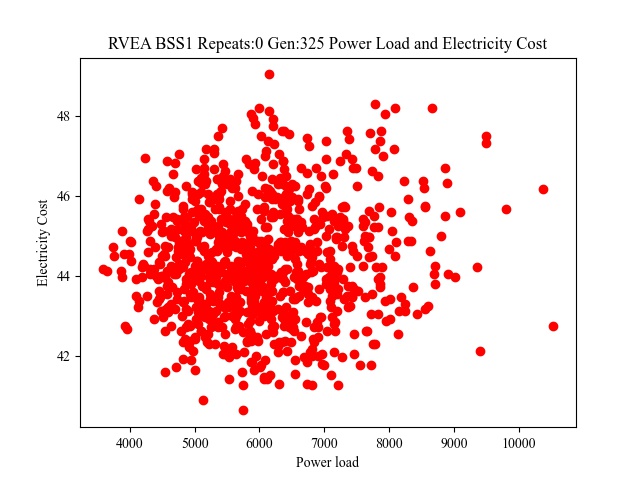 RVEA BSS1 Repeats:0 Gen:325 Power Load and Electricity Cost
48
46
44
42
Electricity Cost
4000 5000 6000 7000 8000 9000 10000
Power load